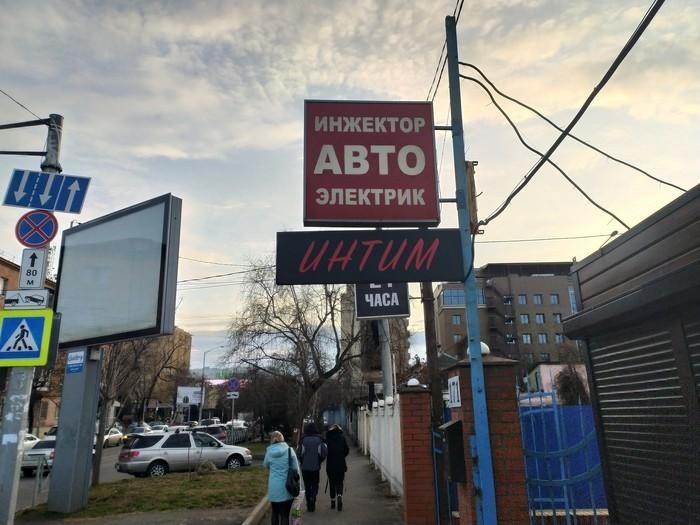 ИНЖЕКТОР
АВТО
ЭЛЕКТРИК
ИНТИМ
ЧАСА
80
м